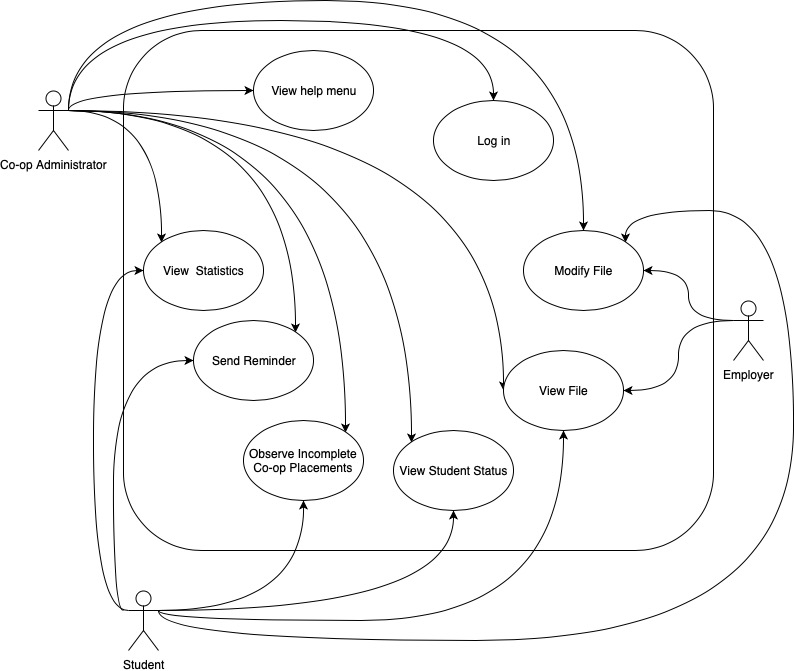 View help menu
Log in
Co-op Administrator
View  Statistics
Modify File
Send Reminder
Employer
View File
Observe Incomplete
Co-op Placements
View Student Status
Student